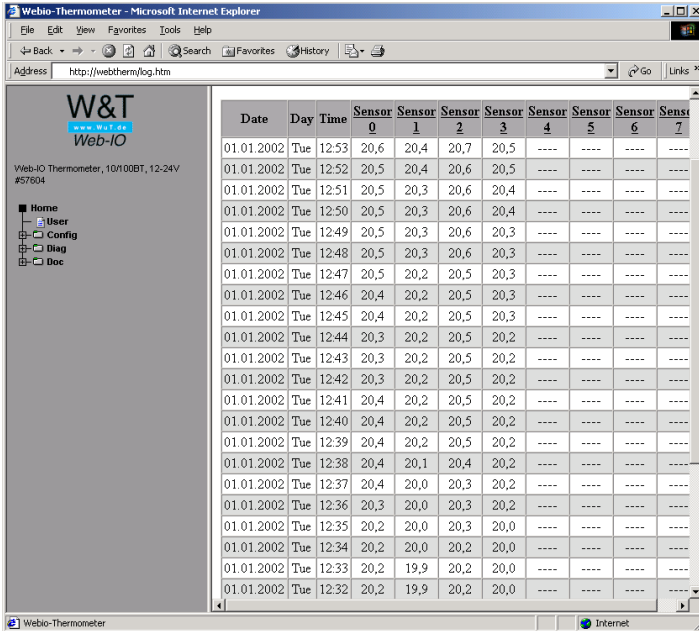 Webio-Thermometer - Microsoft Internet Explorer
File Edit View Favorites Tools Help
Back Search Favorites History
Address http://webtherm/log.htm Go Links
W&T
www.WuT.de
Web-IO
Web-IO Thermometer, 10/100BT, 12-24V
#57604
Home
User
Config
Diag
Doc
Date Day Time Sensor 0 Sensor 1 Sensor 2 Sensor 3 Sensor 4 Sensor 5 Sensor 6 Senso 7
01.01.2002 Tue 12:53 20,6 20,4 20,7 20,5 ---- ---- ---- ----
01.01.2002 Tue 12:52 20,5 20,4 20,6 20,5 ---- ---- ---- ----
01.01.2002 Tue 12:51 20,5 20,3 20,6 20,4 ---- ---- ---- ----
01.01.2002 Tue 12:50 20,5 20,3 20,6 20,4 ---- ---- ---- ----
01.01.2002 Tue 12:49 20,5 20,3 20,6 20,3 ---- ---- ---- ----
01.01.2002 Tue 12:48 20,5 20,3 20,6 20,3 ---- ---- ---- ----
01.01.2002 Tue 12:47 20,5 20,2 20,5 20,3 ---- ---- ---- ----
01.01.2002 Tue 12:46 20,4 20,2 20,5 20,3 ---- ---- ---- ----
01.01.2002 Tue 12:45 20,4 20,2 20,5 20,3 ---- ---- ---- ----
01.01.2002 Tue 12:44 20,3 20,2 20,5 20,2 ---- ---- ---- ----
01.01.2002 Tue 12:43 20,3 20,2 20,5 20,2 ---- ---- ---- ----
01.01.2002 Tue 12:42 20,3 20,2 20,5 20,2 ---- ---- ---- ----
01.01.2002 Tue 12:41 20,4 20,2 20,5 20,2 ---- ---- ---- ----
01.01.2002 Tue 12:40 20,4 20,2 20,5 20,2 ---- ---- ---- ----
01.01.2002 Tue 12:39 20,4 20,2 20,5 20,2 ---- ---- ---- ----
01.01.2002 Tue 12:38 20,4 20,1 20,4 20,2 ---- ---- ---- ----
01.01.2002 Tue 12:37 20,4 20,0 20,3 20,2 ---- ---- ---- ----
01.01.2002 Tue 12:36 20,3 20,0 20,3 20,2 ---- ---- ---- ----
01.01.2002 Tue 12:35 20,2 20,0 20,3 20,0 ---- ---- ---- ----
01.01.2002 Tue 12:34 20,2 20,0 20,2 20,0 ---- ---- ---- ----
01.01.2002 Tue 12:33 20,2 19,9 20,2 20,0 ---- ---- ---- ----
01.01.2002 Tue 12:32 20,2 19,9 20,2 20,0 ---- ---- ---- ----
Webio-Thermometer Internet